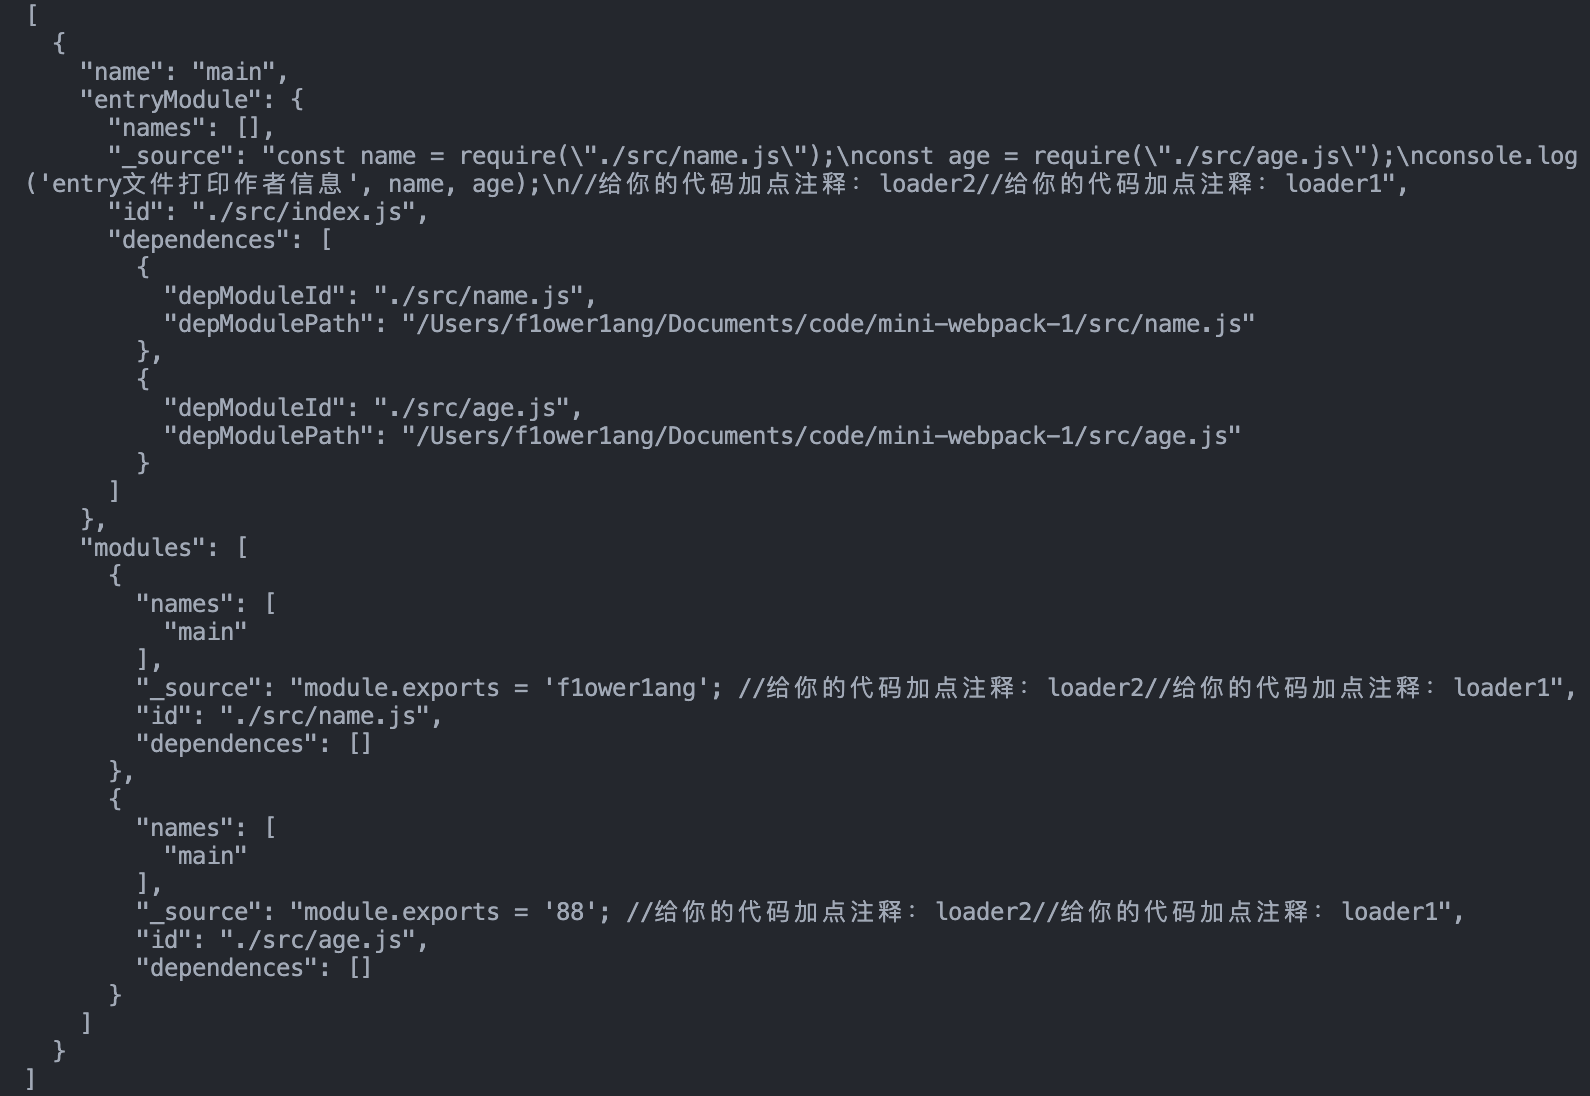 [
  {
    "name": "main",
    "entryModule": {
      "names": [],
      "_source": "const name = require(\"./src/name.js\");\nconst age = require(\"./src/age.js\");\nconsole.log
('entry文件打印作者信息', name, age);\n//给你的代码加点注释: loader2//给你的代码加点注释: loader1",
      "id": "./src/index.js",
      "dependences": [
        {
          "depModuleId": "./src/name.js",
          "depModulePath": "/Users/f1ower1ang/Documents/code/mini-webpack-1/src/name.js"
        },
        {
          "depModuleId": "./src/age.js",
          "depModulePath": "/Users/f1ower1ang/Documents/code/mini-webpack-1/src/age.js"
        }
      ]
    },
    "modules": [
      {
        "names": [
          "main"
        ],
        "_source": "module.exports = 'f1ower1ang'; //给你的代码加点注释: loader2//给你的代码加点注释: loader1",
        "id": "./src/name.js",
        "dependences": []
      },
      {
        "names": [
          "main"
        ],
        "_source": "module.exports = '88'; //给你的代码加点注释: loader2//给你的代码加点注释: loader1",
        "id": "./src/age.js",
        "dependences": []
      }
    ]
  }
]